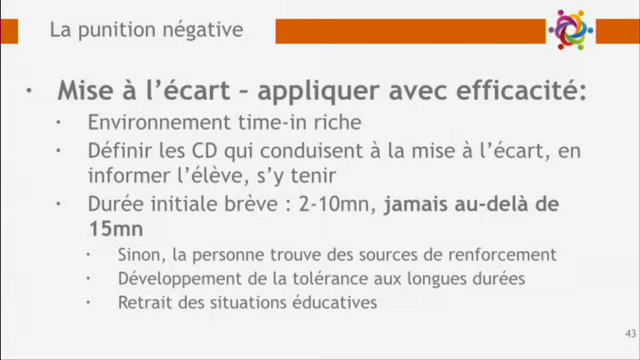 La punition négative
· Mise à l'écart – appliquer avec efficacité:
· Environnement time-in riche
· Définir les CD qui conduisent à la mise à l'écart, en
informer l'élève, s'y tenir
· Durée initiale brève : 2-10mn, jamais au-delà de
15mn
· Sinon, la personne trouve des sources de renforcement
· Développement de la tolérance aux longues durées
· Retrait des situations éducatives
43